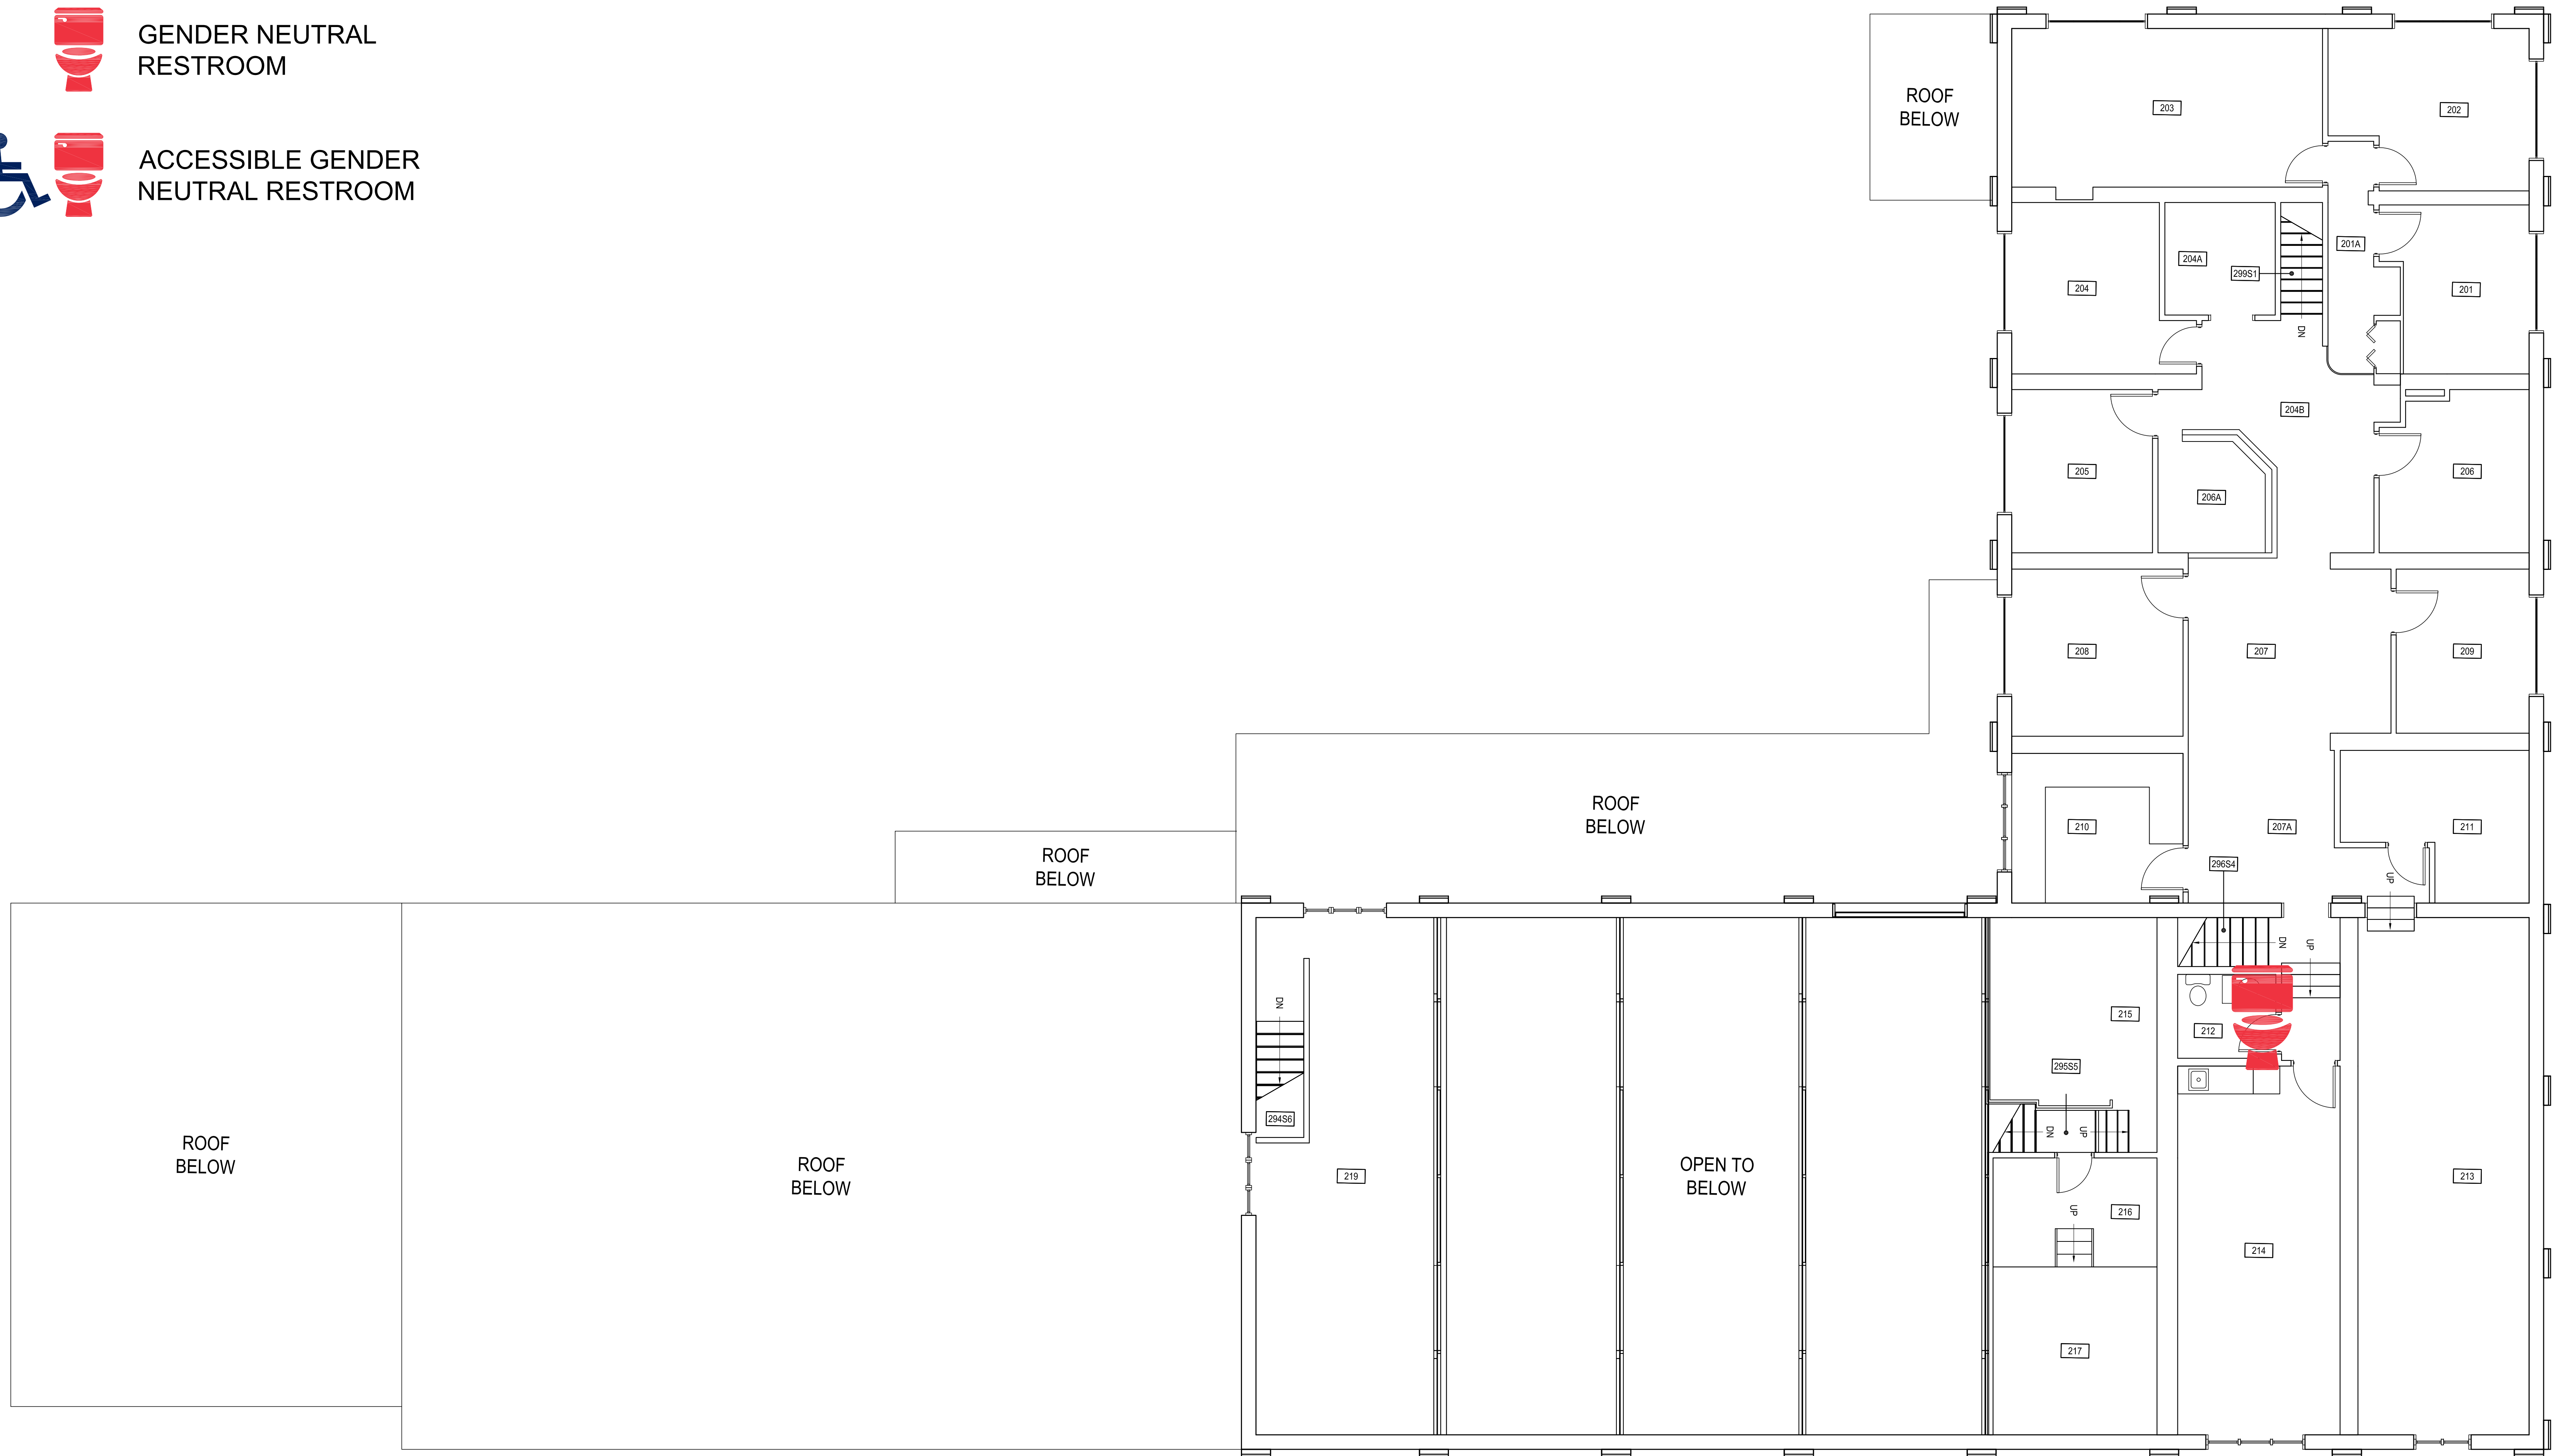 GENDER NEUTRAL
RESTROOM
ACCESSIBLE GENDER
NEUTRAL RESTROOM
ROOF
BELOW
203
202
201A
204A
299S1
204
201
DN
204B
205
206
206A
208
207
209
ROOF
BELOW
210
207A
211
ROOF
BELOW
296S4
UP
DN
UP
DN
215
212
295S5
294S6
DN
UP
ROOF
BELOW
ROOF
BELOW
219
OPEN TO
BELOW
213
UP
216
214
217